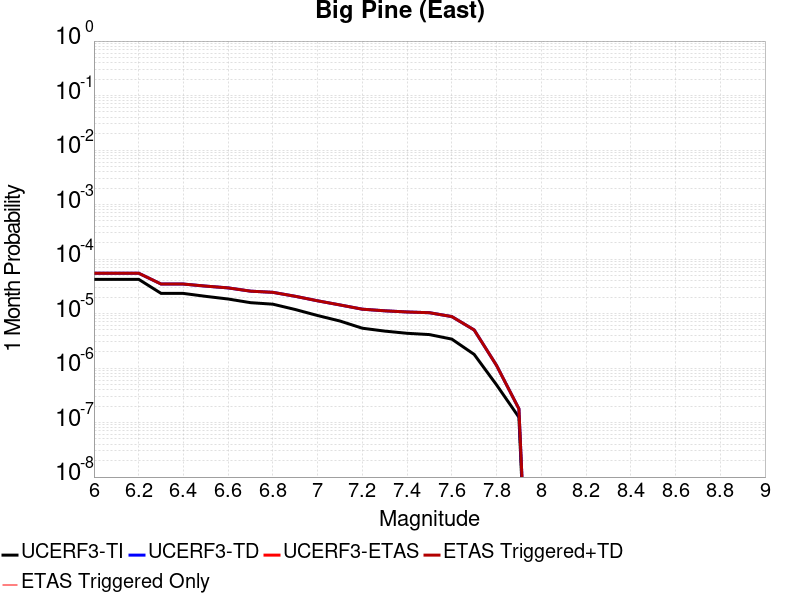 Big Pine (East)
10^0
10^-1
10^-2
10^-3
10^-4
10^-5
10^-6
10^-7
10^-8
1 Month Probability
6 6.2 6.4 6.6 6.8 7 7.2 7.4 7.6 7.8 8 8.2 8.4 8.6 8.8 9
Magnitude
UCERF3-TI UCERF3-TD UCERF3-ETAS ETAS Triggered+TD
ETAS Triggered Only